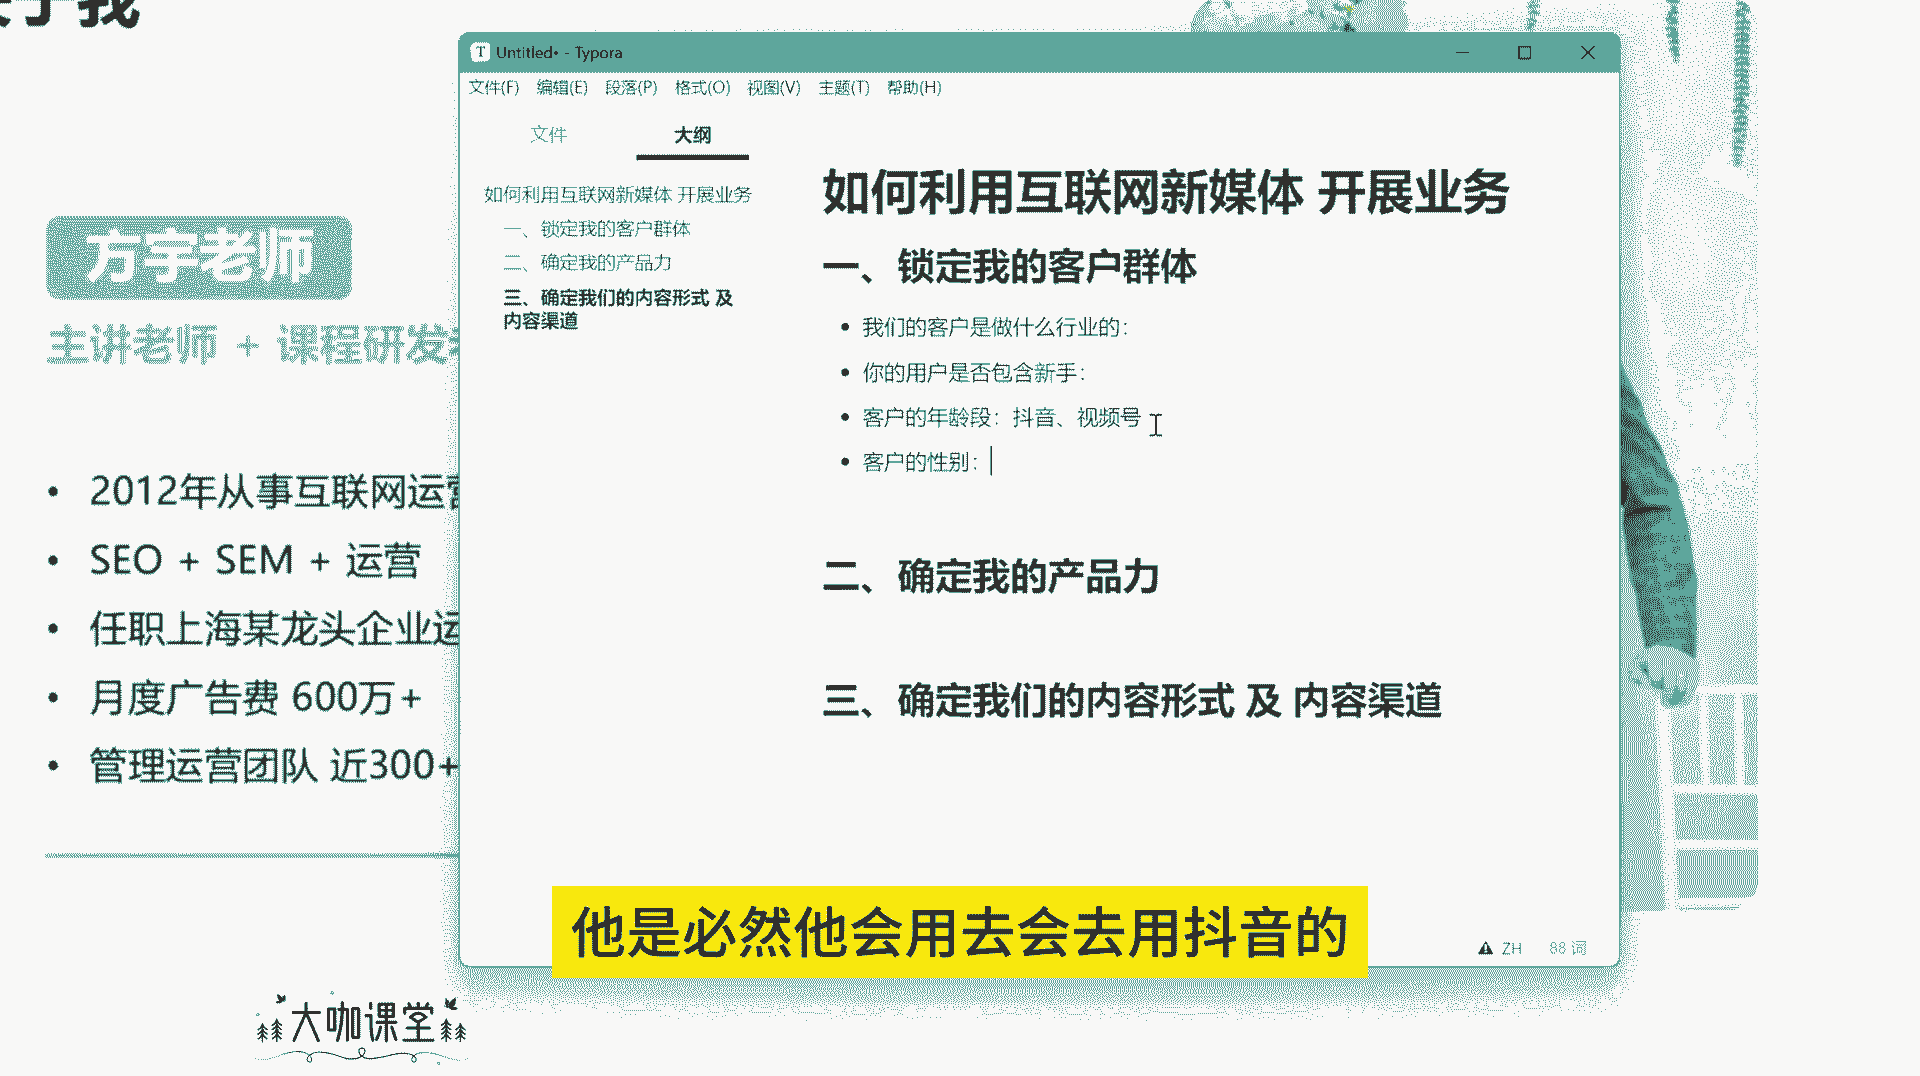 我
方宇老师
主讲老师 + 课程研发
2012年从事互联网运营
SEO + SEM + 运营
任职上海某龙头企业运
月度广告费 600万+
管理运营团队 近300+
大咖课堂
T Untitled• - Typora
文件(F) 编辑(E) 段落(P) 格式(O) 视图(V) 主题(T) 帮助(H)
文件 大纲
如何利用互联网新媒体 开展业务
一、锁定我的客户群体
二、确定我的产品力
三、确定我们的内容形式 及
内容渠道
如何利用互联网新媒体 开展业务
一、锁定我的客户群体
• 我们的客户是做什么行业的：
• 你的用户是否包含新手：
• 客户的年龄段：抖音、视频号
• 客户的性别：
二、确定我的产品力
三、确定我们的内容形式 及 内容渠道
ZH 88 词
他是必然他会用去会去用抖音的